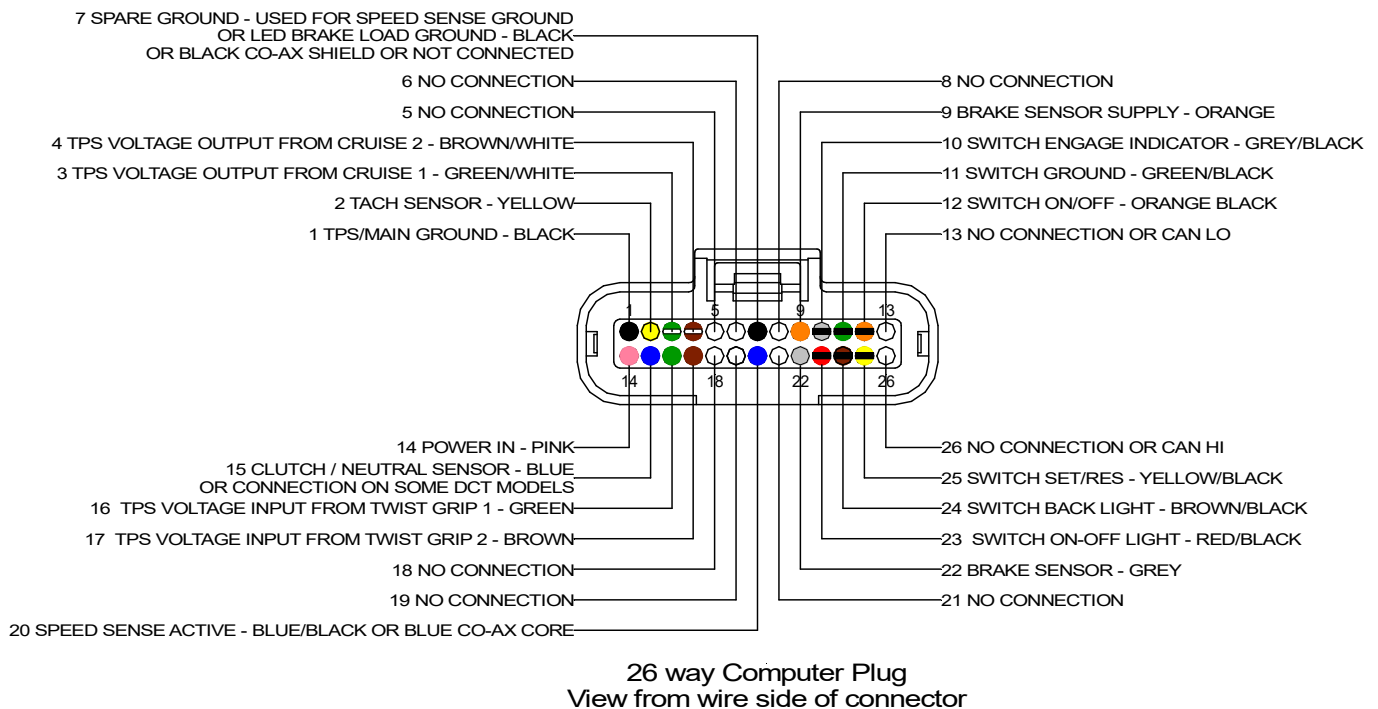 7 SPARE GROUND - USED FOR SPEED SENSE GROUND
OR LED BRAKE LOAD GROUND - BLACK
OR BLACK CO-AX SHIELD OR NOT CONNECTED
6 NO CONNECTION
5 NO CONNECTION
4 TPS VOLTAGE OUTPUT FROM CRUISE 2 - BROWN/WHITE
3 TPS VOLTAGE OUTPUT FROM CRUISE 1 - GREEN/WHITE
2 TACH SENSOR - YELLOW
1 TPS/MAIN GROUND - BLACK
8 NO CONNECTION
9 BRAKE SENSOR SUPPLY - ORANGE
10 SWITCH ENGAGE INDICATOR - GREY/BLACK
11 SWITCH GROUND - GREEN/BLACK
12 SWITCH ON/OFF - ORANGE BLACK
13 NO CONNECTION OR CAN LO
1 5 9 13
14 18 22 26
14 POWER IN - PINK
15 CLUTCH / NEUTRAL SENSOR - BLUE
OR CONNECTION ON SOME DCT MODELS
16 TPS VOLTAGE INPUT FROM TWIST GRIP 1 - GREEN
17 TPS VOLTAGE INPUT FROM TWIST GRIP 2 - BROWN
18 NO CONNECTION
19 NO CONNECTION
20 SPEED SENSE ACTIVE - BLUE/BLACK OR BLUE CO-AX CORE
26 NO CONNECTION OR CAN HI
25 SWITCH SET/RES - YELLOW/BLACK
24 SWITCH BACK LIGHT - BROWN/BLACK
23 SWITCH ON-OFF LIGHT - RED/BLACK
22 BRAKE SENSOR - GREY
21 NO CONNECTION
26 way Computer Plug
View from wire side of connector